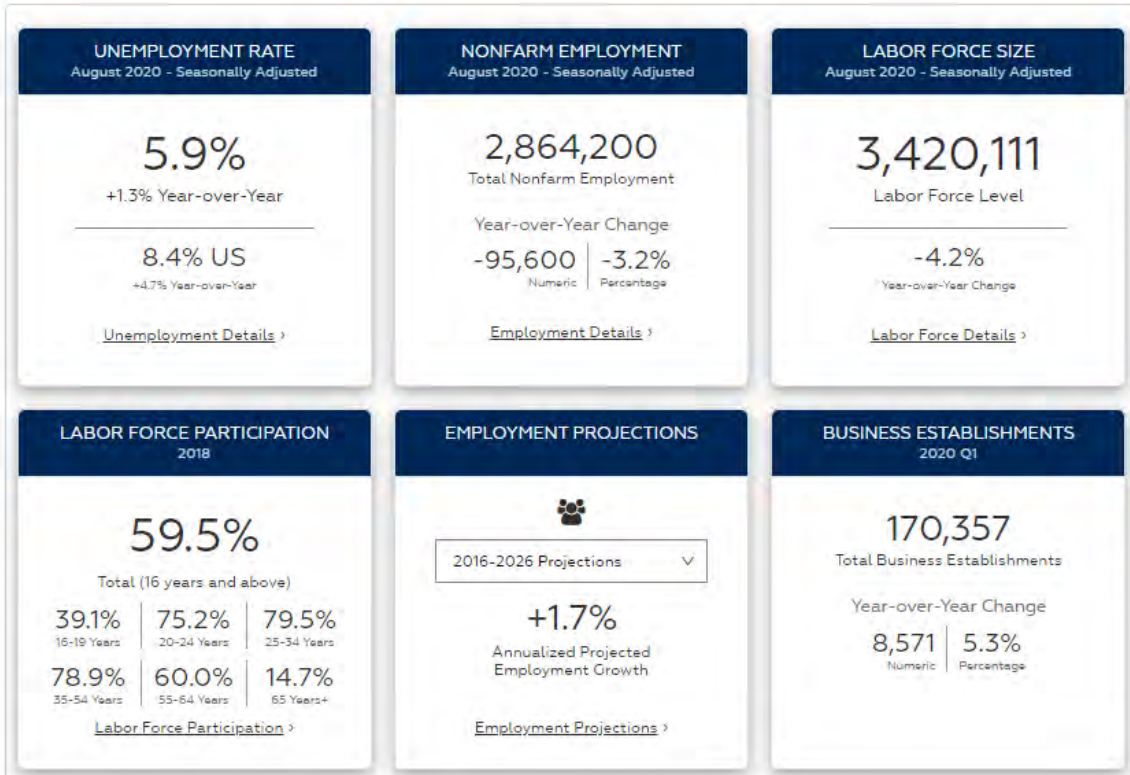 UNEMPLOYMENT RATE
August 2020 - Seasonally Adjusted
5.9%
+1.3% Year-over-Year
8.4% US
+4.7% Year-over-Year
Unemployment Details ›
NONFARM EMPLOYMENT
August 2020 - Seasonally Adjusted
2,864,200
Total Nonfarm Employment
Year-over-Year Change
-95,600 -3.2%
Numeric Percentage
Employment Details ›
LABOR FORCE SIZE
August 2020 - Seasonally Adjusted
3,420,111
Labor Force Level
-4.2%
Year-over-Year Change
Labor Force Details ›
LABOR FORCE PARTICIPATION
2018
59.5%
Total (16 years and above)
39.1% 75.2% 79.5%
16-19 Years 20-24 Years 25-34 Years
78.9% 60.0% 14.7%
35-54 Years 55-64 Years 65 Years+
Labor Force Participation ›
EMPLOYMENT PROJECTIONS
2016-2026 Projections
+1.7%
Annualized Projected
Employment Growth
Employment Projections ›
BUSINESS ESTABLISHMENTS
2020 Q1
170,357
Total Business Establishments
Year-over-Year Change
8,571 5.3%
Numeric Percentage